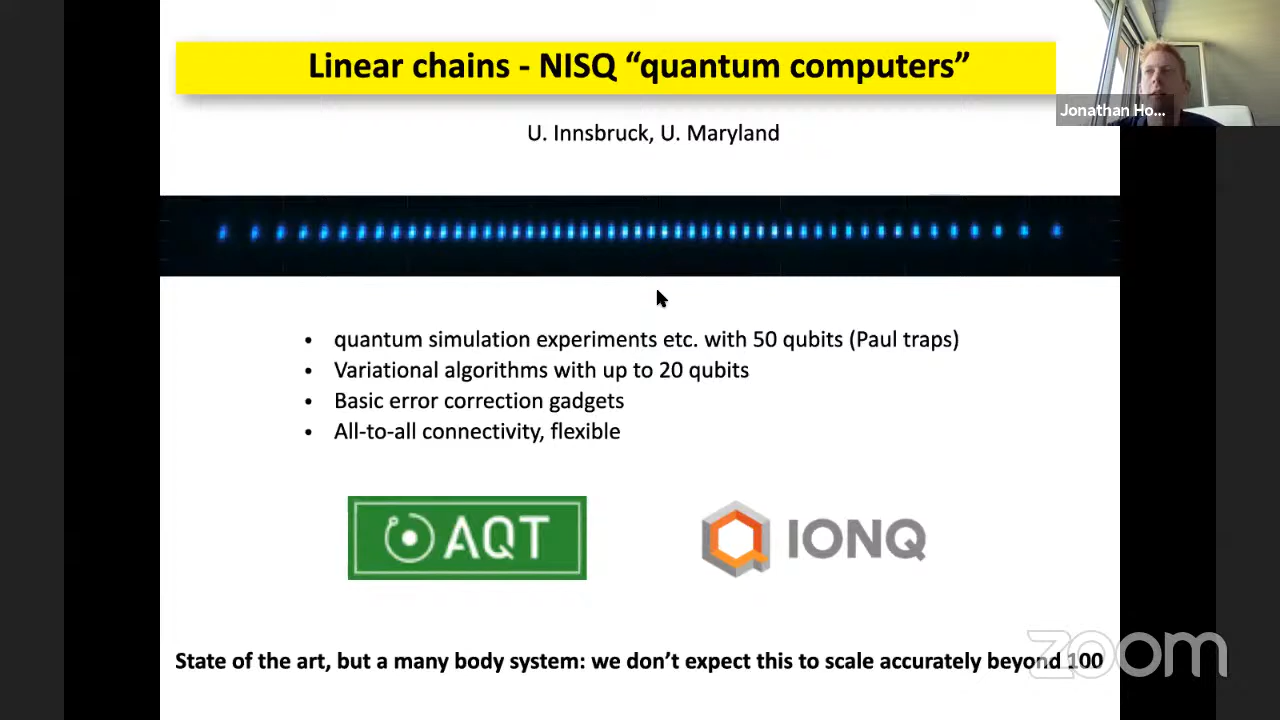 Linear chains - NISQ “quantum computers”
Jonathan Ho...
U. Innsbruck, U. Maryland
• quantum simulation experiments etc. with 50 qubits (Paul traps)
• Variational algorithms with up to 20 qubits
• Basic error correction gadgets
• All-to-all connectivity, flexible
AQT
IONQ
State of the art, but a many body system: we don’t expect this to scale accurately beyond 100
zoom